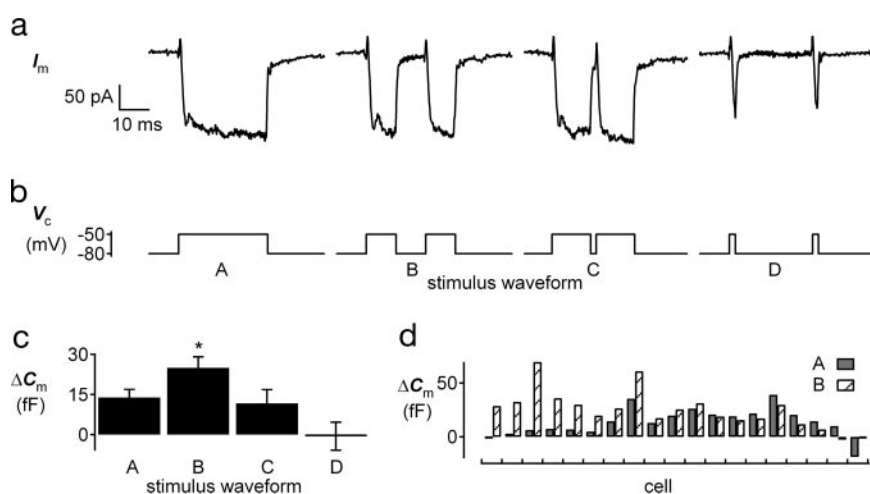 a
I_m
50 pA
10 ms
b
V_c
(mV)
-50
-80
A B C D
stimulus waveform
c
ΔC_m
(fF)
30
15
0
*
A B C D
stimulus waveform
d
ΔC_m
(fF)
50
0
A
B
cell